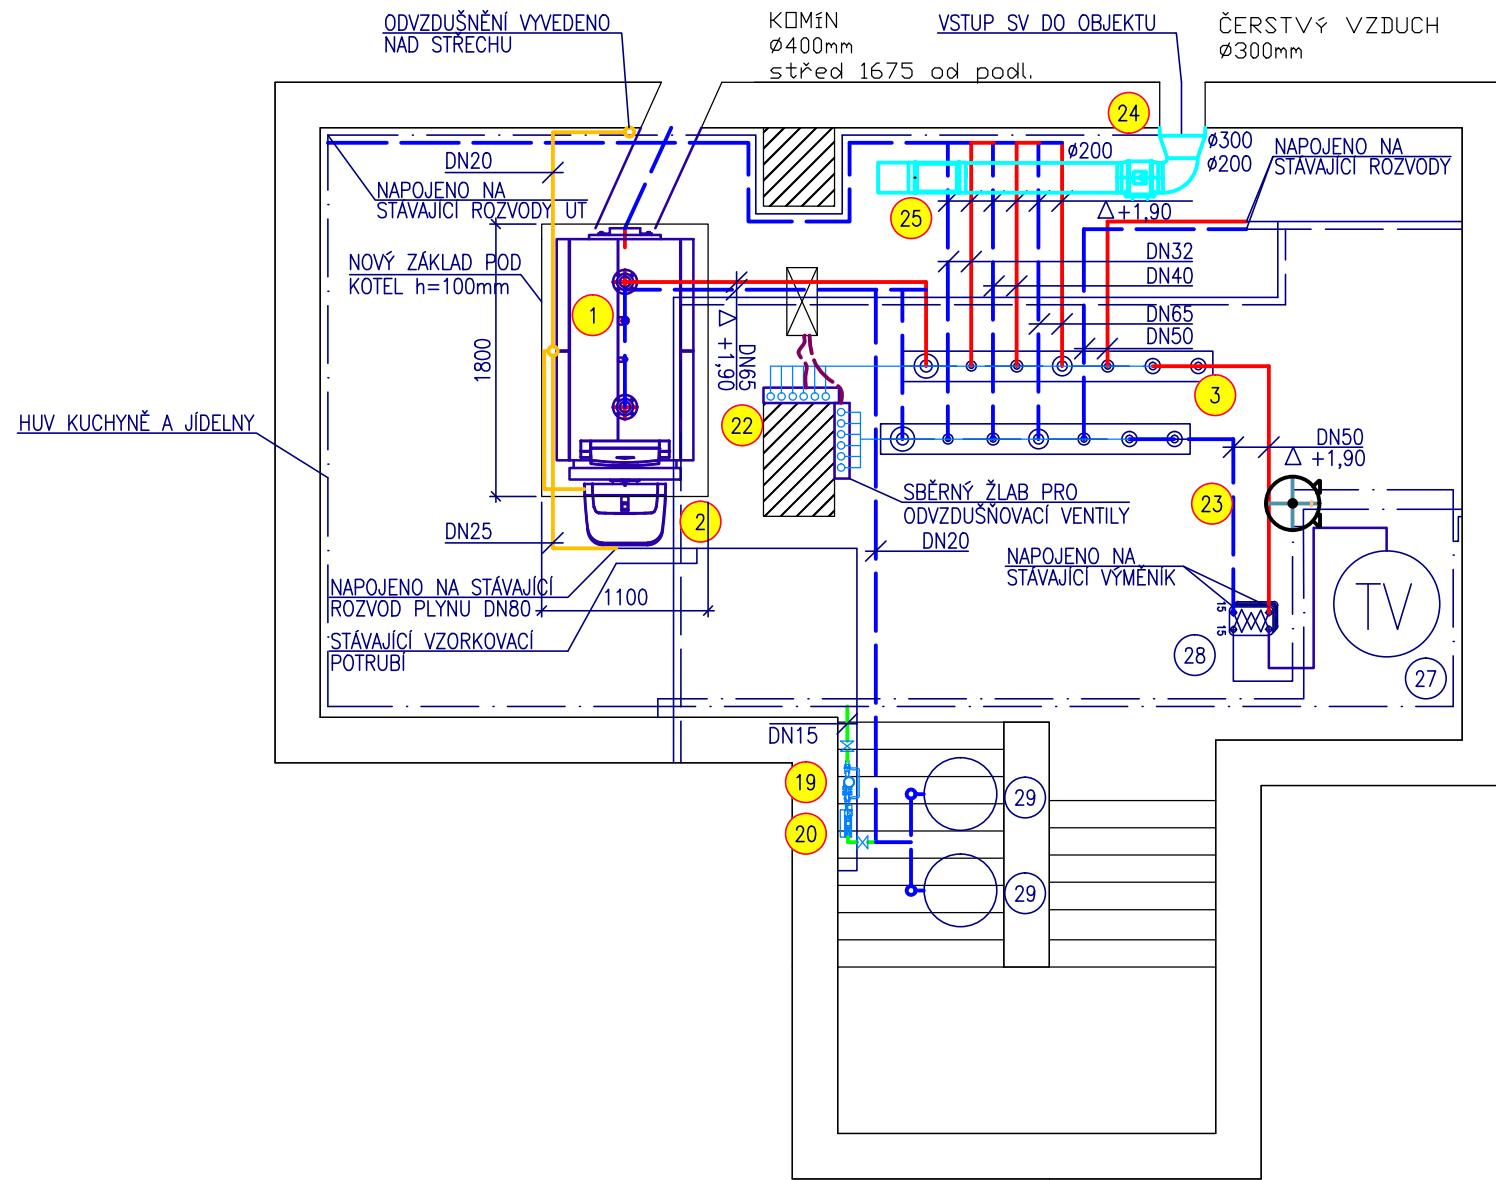 ODVZDUŠNĚNÍ VYVEDENO
NAD STŘECHU
K□MíN
Ø400mm
střed 1675 od podl.
VSTUP SV DO OBJEKTU
ČERSTVÝ VZDUCH
Ø300mm
24
Ø300
Ø200
Ø200
NAPOJENO NA
STÁVAJÍCÍ ROZVODY
DN20
NAPOJENO NA
STÁVAJÍCÍ ROZVODY UT
25
+1,90
NOVÝ ZÁKLAD POD
KOTEL h=100mm
1
DN32
DN40
DN65
DN50
1800
DN65
+1,90
3
HUV KUCHYNĚ A JÍDELNY
22
DN50
+1,90
SBĚRNÝ ŽLAB PRO
ODVZDUŠŇOVACÍ VENTILY
23
2
DN25
DN20
NAPOJENO NA
STÁVAJÍCÍ VÝMĚNÍK
NAPOJENO NA STÁVAJÍCÍ
ROZVOD PLYNU DN80
1100
TV
15
15
STÁVAJÍCÍ VZORKOVACÍ
POTRUBÍ
28
27
DN15
19
20
29
29